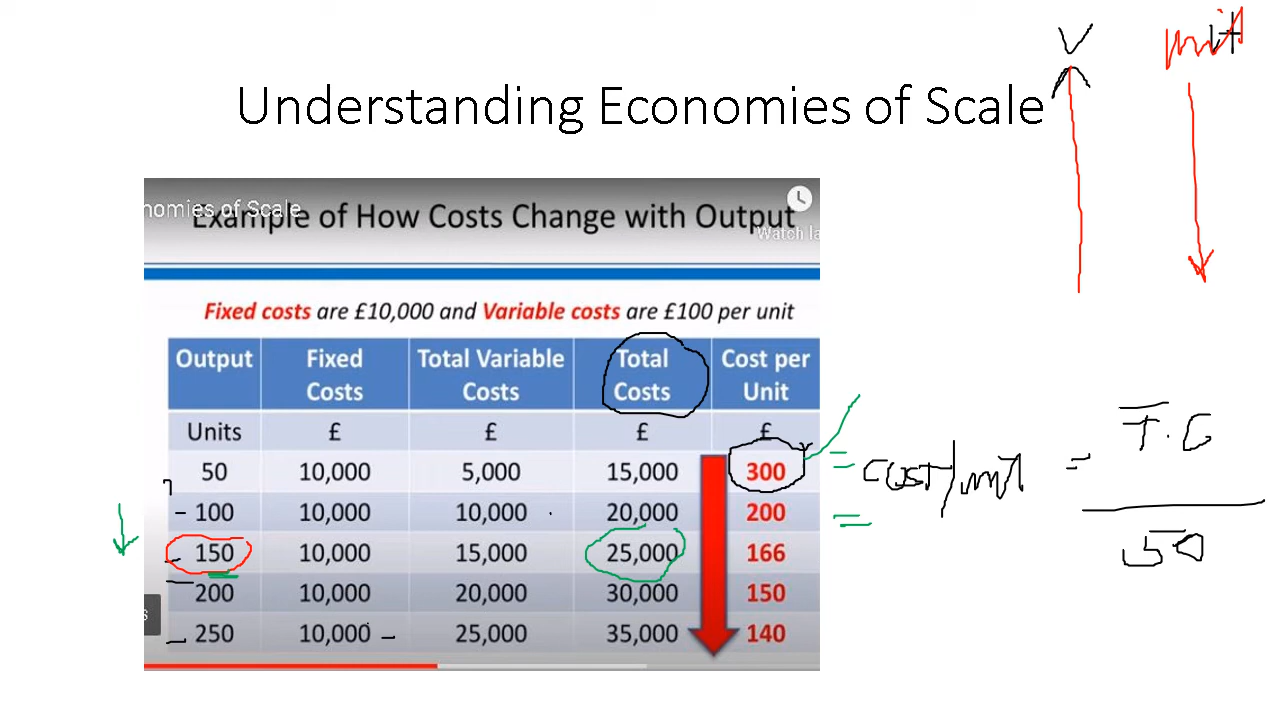 V unit
Understanding Economies of Scale
nomies of Scale
Example of How Costs Change with Output
Watch la
Fixed costs are £10,000 and Variable costs are £100 per unit
Output Fixed Costs Total Variable Costs Total Costs Cost per Unit
Units £ £ £ £
50 10,000 5,000 15,000 300
100 10,000 10,000 20,000 200
150 10,000 15,000 25,000 166
200 10,000 20,000 30,000 150
250 10,000 25,000 35,000 140
s
= cost/unit = T.C
50
=